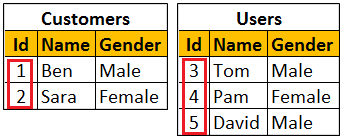 Customers
Id Name Gender
1 Ben Male
2 Sara Female
Users
Id Name Gender
3 Tom Male
4 Pam Female
5 David Male